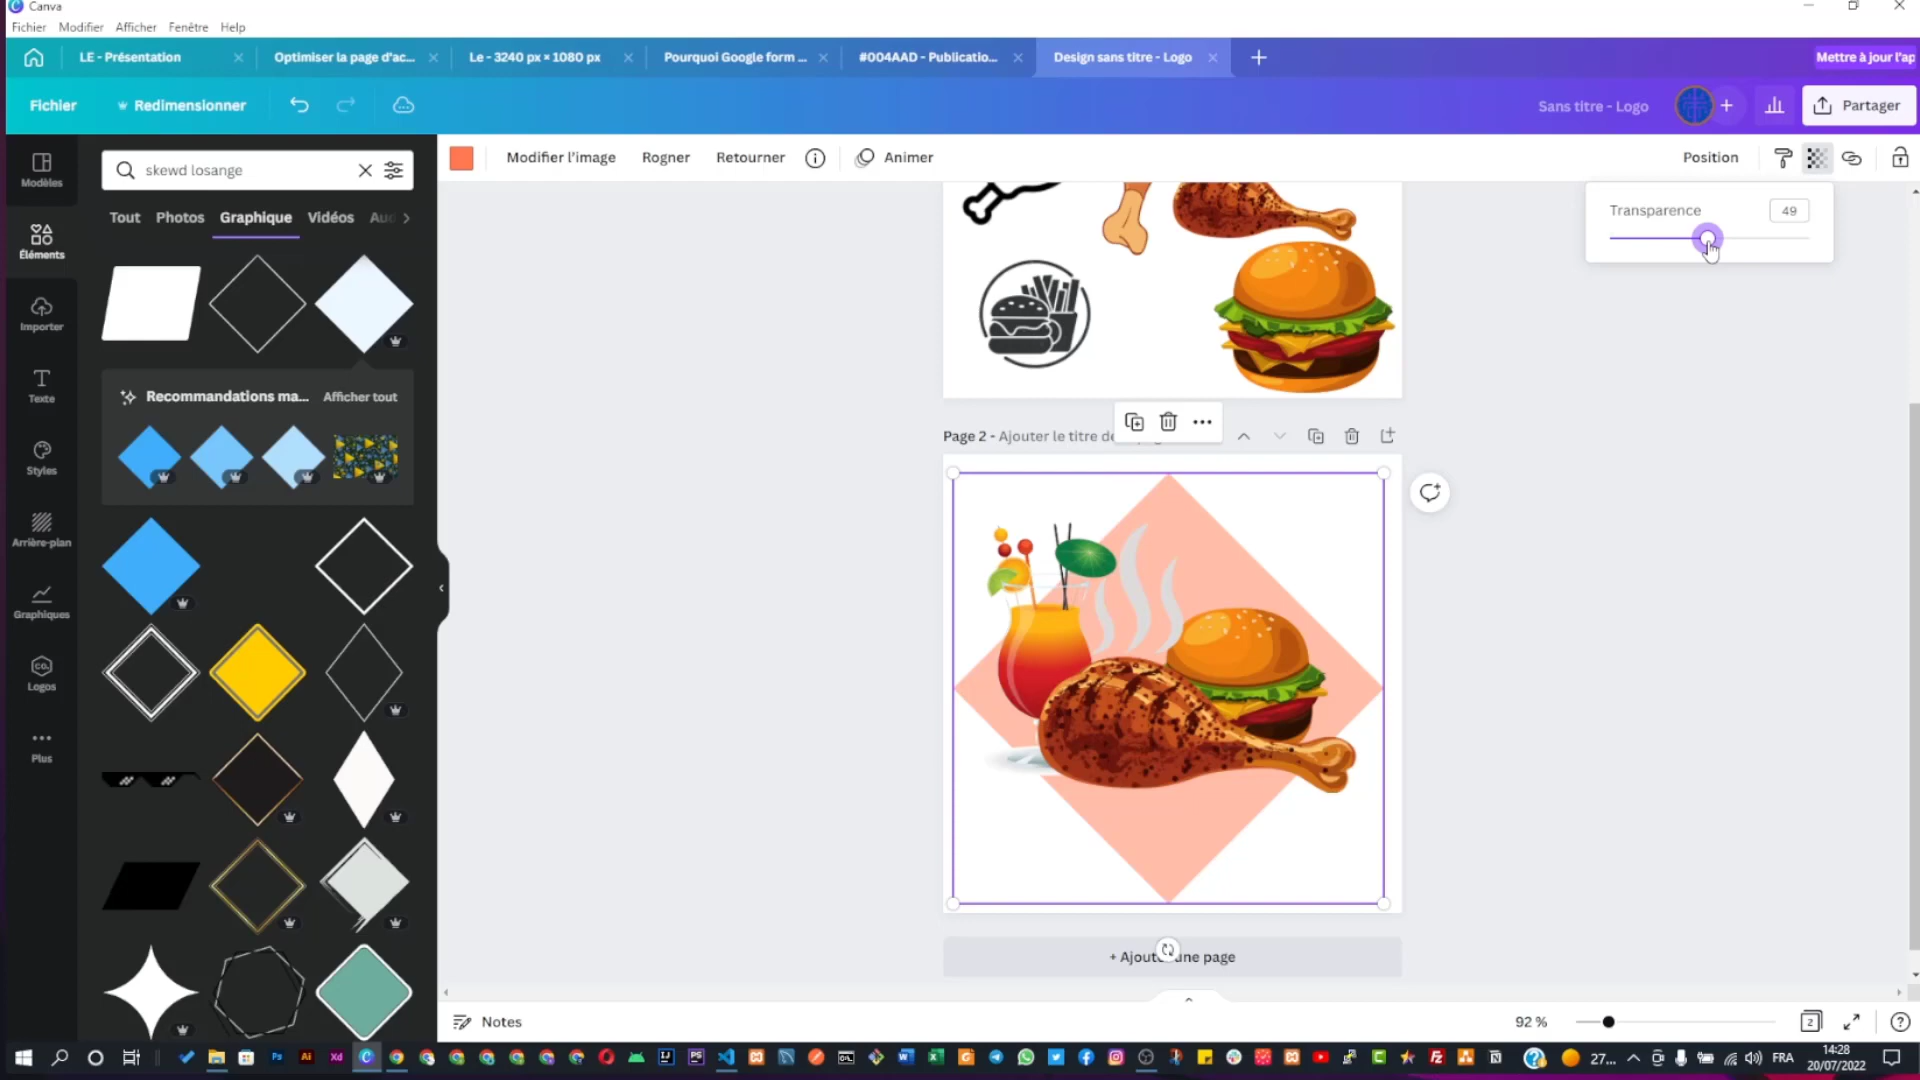 Canva
Fichier Modifier Afficher Fenêtre Help
LE - Présentation Optimiser la page d'ac... Le - 3240 px × 1080 px Pourquoi Google form ... #004AAD - Publicatio... Design sans titre - Logo Mettre à jour l'ap
Fichier Redimensionner Sans titre - Logo Partager
skewd losange Modifier l'image Rogner Retourner Animer Position
Modèles
Tout Photos Graphique Vidéos Au
Transparence 49
Éléments
Importer
Recommandations ma... Afficher tout
Texte
Page 2 - Ajouter le titre de
Styles
Arrière-plan
Graphiques
CO.
Logos
Plus
+ Ajouter une page
Notes 92 % 2
27... FRA
14:28
20/07/2022